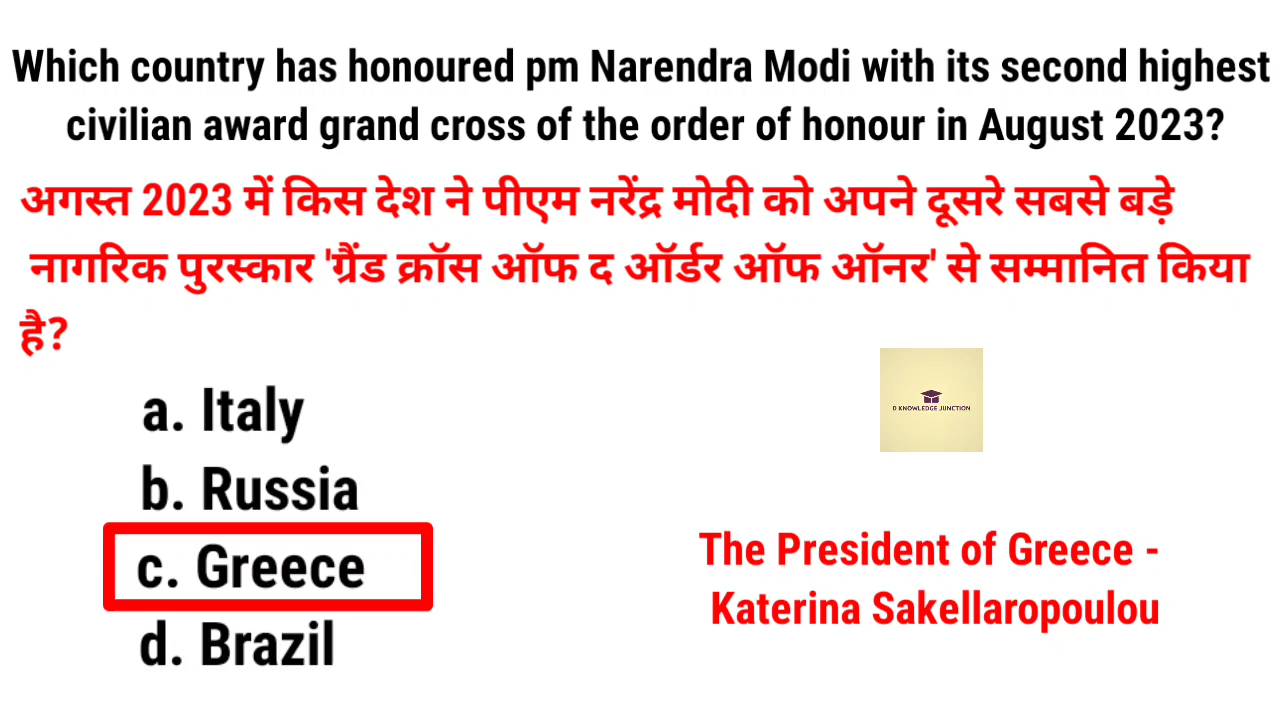 Which country has honoured pm Narendra Modi with its second highest
civilian award grand cross of the order of honour in August 2023?
अगस्त 2023 में किस देश ने पीएम नरेंद्र मोदी को अपने दूसरे सबसे बड़े
नागरिक पुरस्कार 'ग्रैंड क्रॉस ऑफ द ऑर्डर ऑफ ऑनर' से सम्मानित किया
है?
a. Italy
b. Russia
c. Greece
d. Brazil
D KNOWLEDGE JUNCTION
The President of Greece -
Katerina Sakellaropoulou